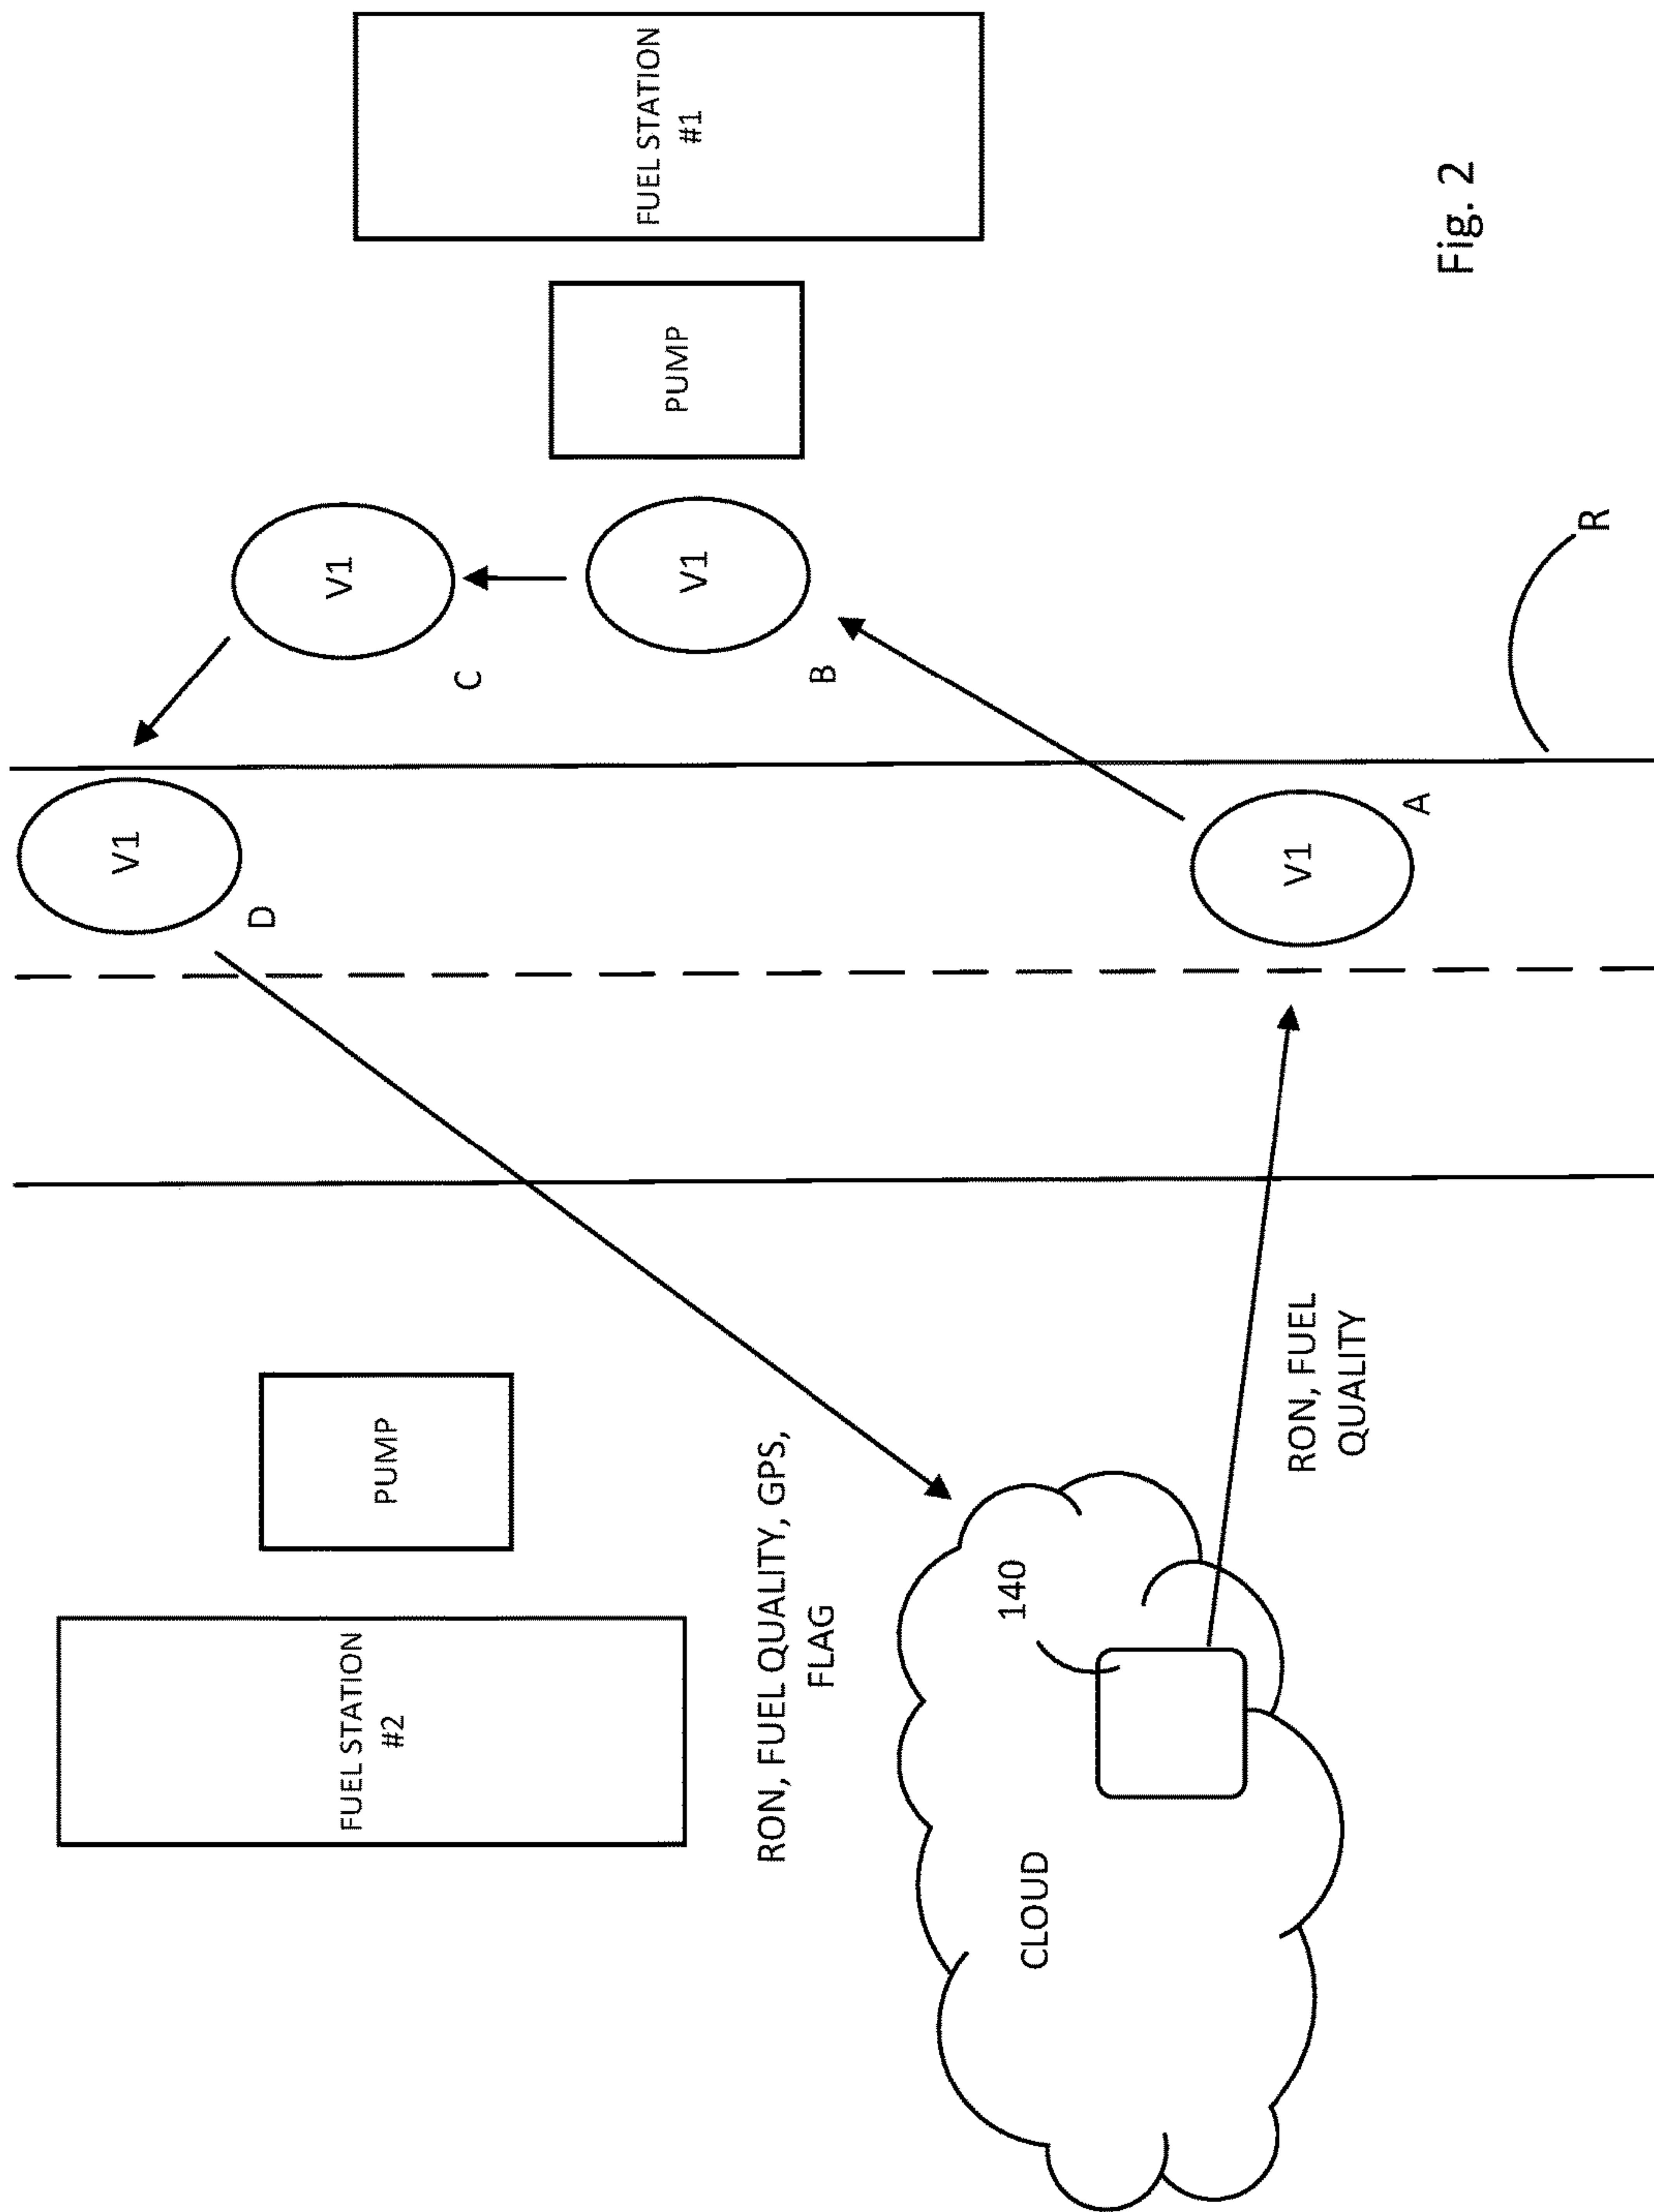 V1
D
FUEL STATION
#2
PUMP
V1
C
FUEL STATION
#1
PUMP
V1
B
RON, FUEL QUALITY, GPS,
FLAG
140
CLOUD
RON, FUEL
QUALITY
V1
A
Fig. 2
R